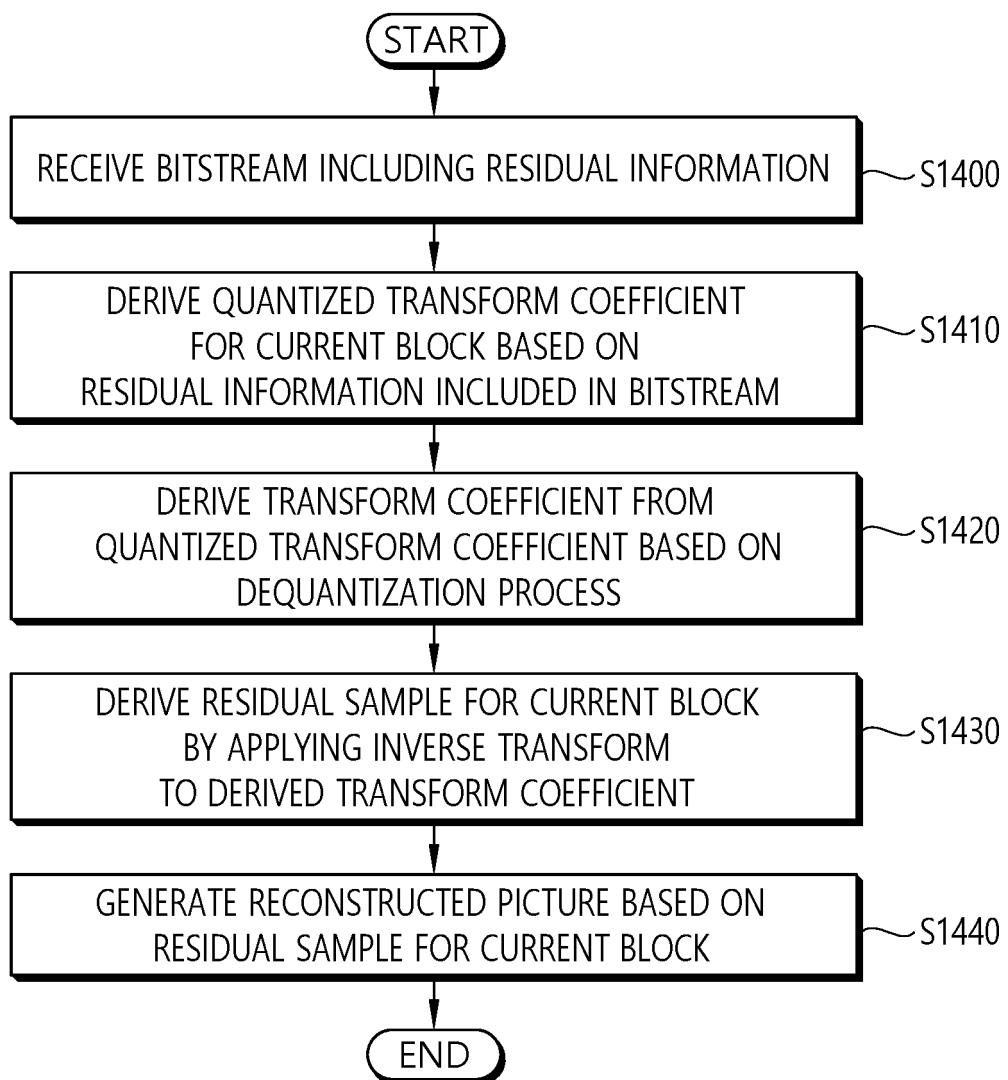 START
RECEIVE BITSTREAM INCLUDING RESIDUAL INFORMATION
S1400
DERIVE QUANTIZED TRANSFORM COEFFICIENT
FOR CURRENT BLOCK BASED ON
RESIDUAL INFORMATION INCLUDED IN BITSTREAM
S1410
DERIVE TRANSFORM COEFFICIENT FROM
QUANTIZED TRANSFORM COEFFICIENT BASED ON
DEQUANTIZATION PROCESS
S1420
DERIVE RESIDUAL SAMPLE FOR CURRENT BLOCK
BY APPLYING INVERSE TRANSFORM
TO DERIVED TRANSFORM COEFFICIENT
S1430
GENERATE RECONSTRUCTED PICTURE BASED ON
RESIDUAL SAMPLE FOR CURRENT BLOCK
S1440
END